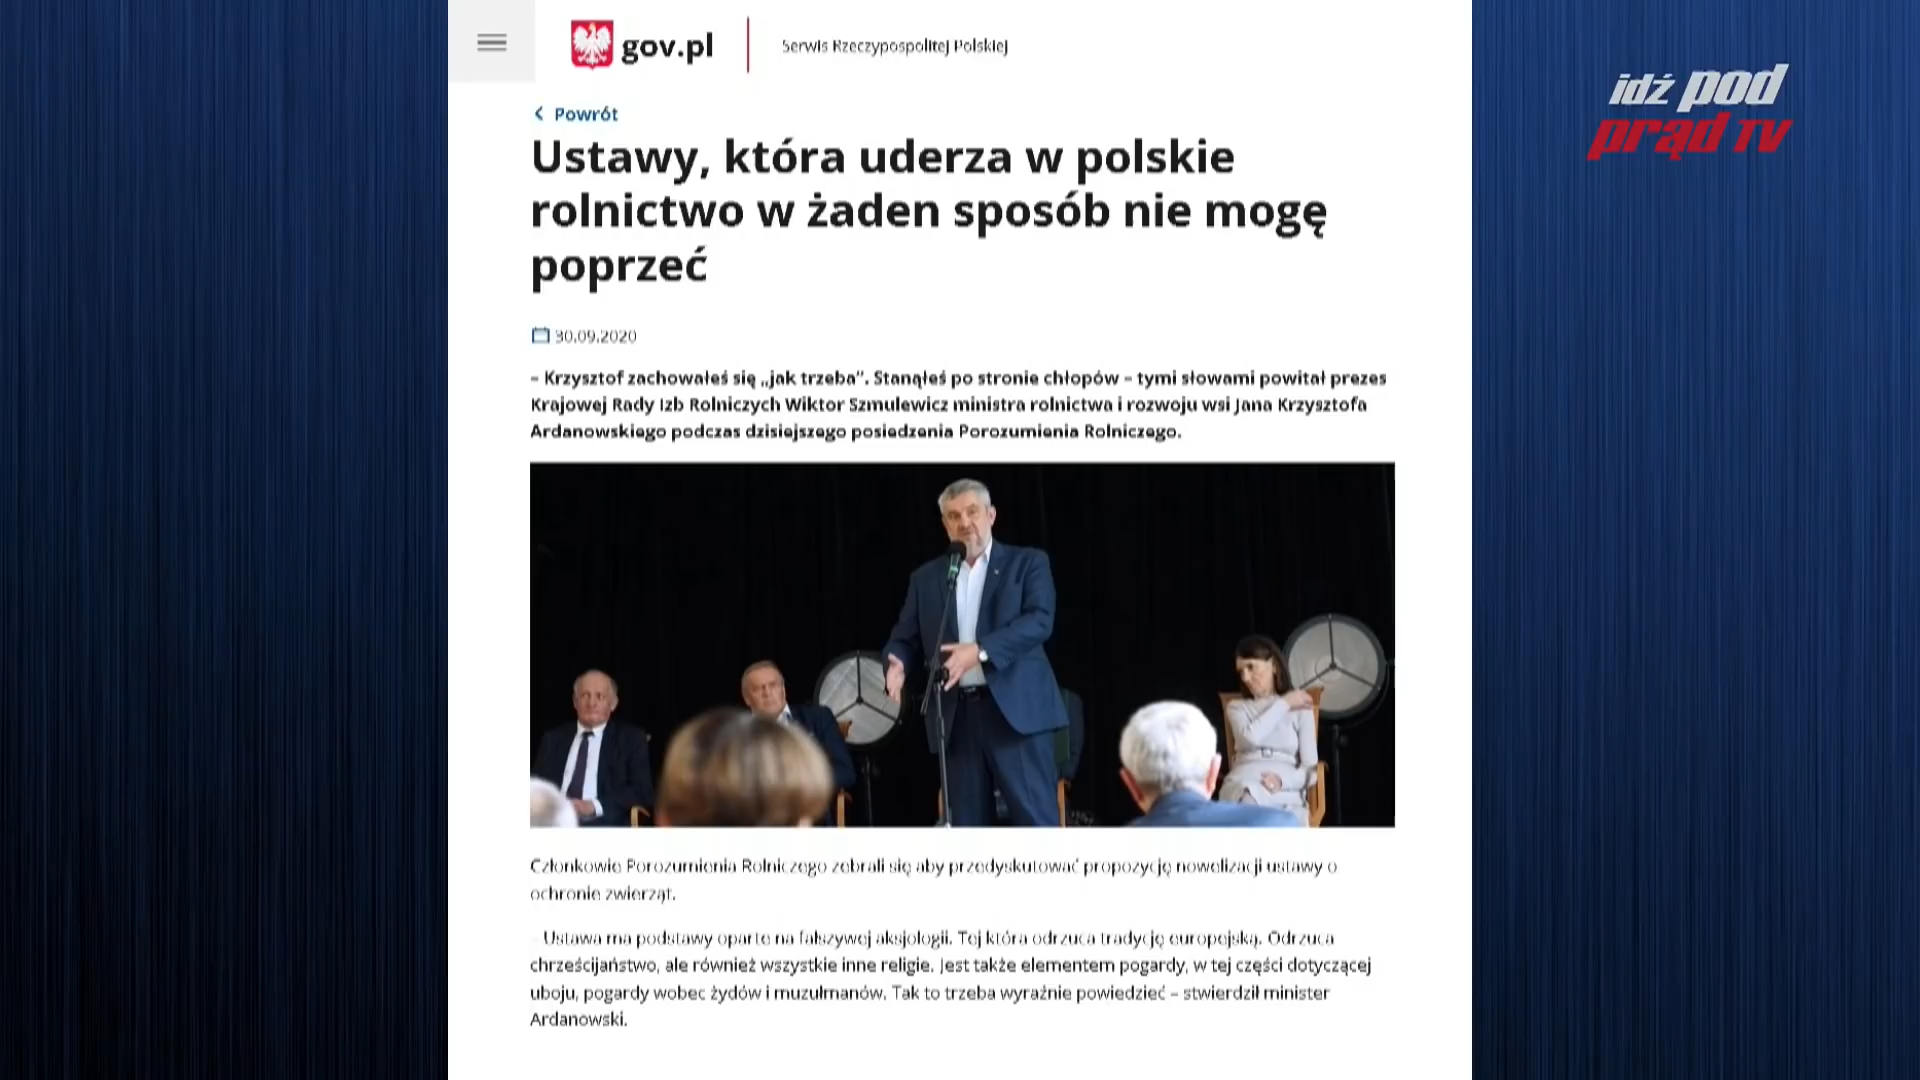 gov.pl
Serwis Rzeczypospolitej Polskiej
idź pod
prąd TV
Powrót
Ustawy, która uderza w polskie
rolnictwo w żaden sposób nie mogę
poprzeć
30.09.2020
– Krzysztof zachowałeś się „jak trzeba”. Stanąłeś po stronie chłopów – tymi słowami powitał prezes
Krajowej Rady Izb Rolniczych Wiktor Szmulewicz ministra rolnictwa i rozwoju wsi Jana Krzysztofa
Ardanowskiego podczas dzisiejszego posiedzenia Porozumienia Rolniczego.
Członkowie Porozumienia Rolniczego zebrali się aby przedyskutować propozycję nowelizacji ustawy o
ochronie zwierząt.
– Ustawa ma podstawy oparte na fałszywej aksjologii. Tej która odrzuca tradycję europejską. Odrzuca
chrześcijaństwo, ale również wszystkie inne religie. Jest także elementem pogardy, w tej części dotyczącej
uboju, pogardy wobec żydów i muzułmanów. Tak to trzeba wyraźnie powiedzieć – stwierdził minister
Ardanowski.